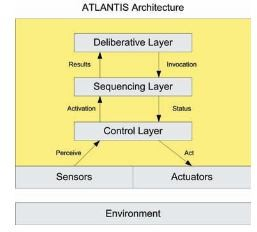 ATLANTIS Architecture
Deliberative Layer
Results Invocation
Sequencing Layer
Activation Status
Control Layer
Perceive Act
Sensors Actuators
Environment